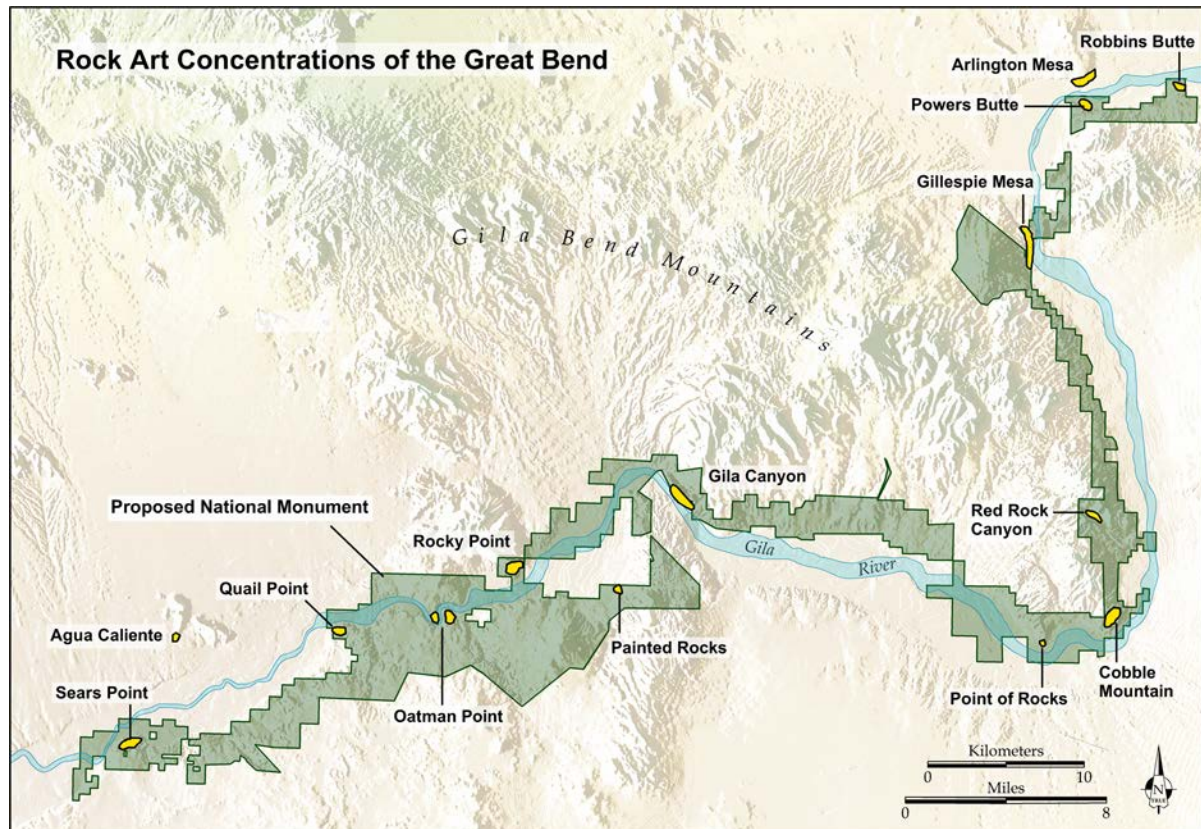 Rock Art Concentrations of the Great Bend
Robbins Butte
Arlington Mesa
Powers Butte
Gillespie Mesa
Gila Bend Mountains
Gila Canyon
Proposed National Monument
Red Rock
Canyon
Rocky Point
Gila
River
Quail Point
Agua Caliente
Painted Rocks
Sears Point
Oatman Point
Point of Rocks
Cobble
Mountain
Kilometers
0 10
Miles
0 8
N
TRUE